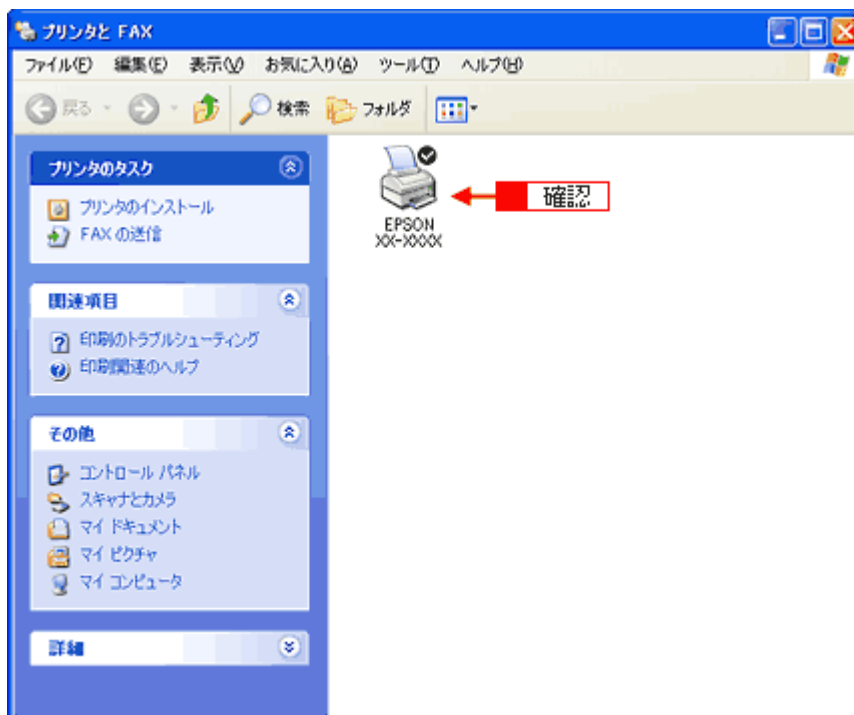 プリンタと FAX
ファイル(F) 編集(E) 表示(V) お気に入り(A) ツール(T) ヘルプ(H)
戻る 検索 フォルダ
プリンタのタスク
プリンタのインストール
FAX の送信
関連項目
印刷のトラブルシューティング
印刷関連のヘルプ
その他
コントロール パネル
スキャナとカメラ
マイ ドキュメント
マイ ピクチャ
マイ コンピュータ
詳細
EPSON
XX-XXXX
確認